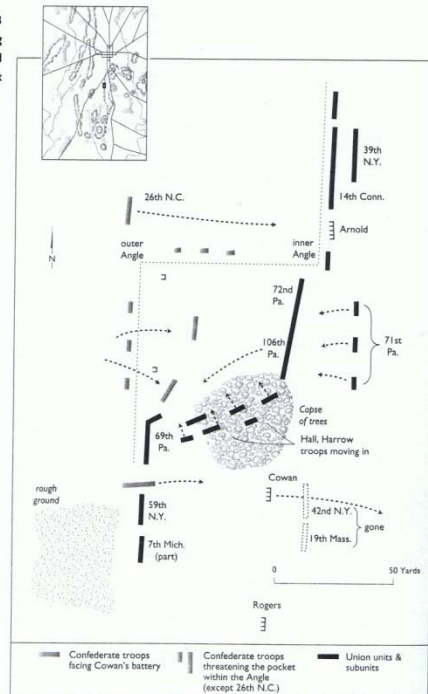 39th
N.Y.
26th N.C.
14th Conn.
Arnold
outer
Angle
inner
Angle
N
72nd
Pa.
106th
Pa.
71st
Pa.
Copse
of trees
69th
Pa.
Hall, Harrow
troops moving in
rough
ground
Cowan
59th
N.Y.
42nd N.Y.
gone
19th Mass.
7th Mich.
(part)
0 50 Yards
Rogers
Confederate troops
facing Cowan's battery
Confederate troops
threatening the pocket
within the Angle
(except 26th N.C.)
Union units &
subunits